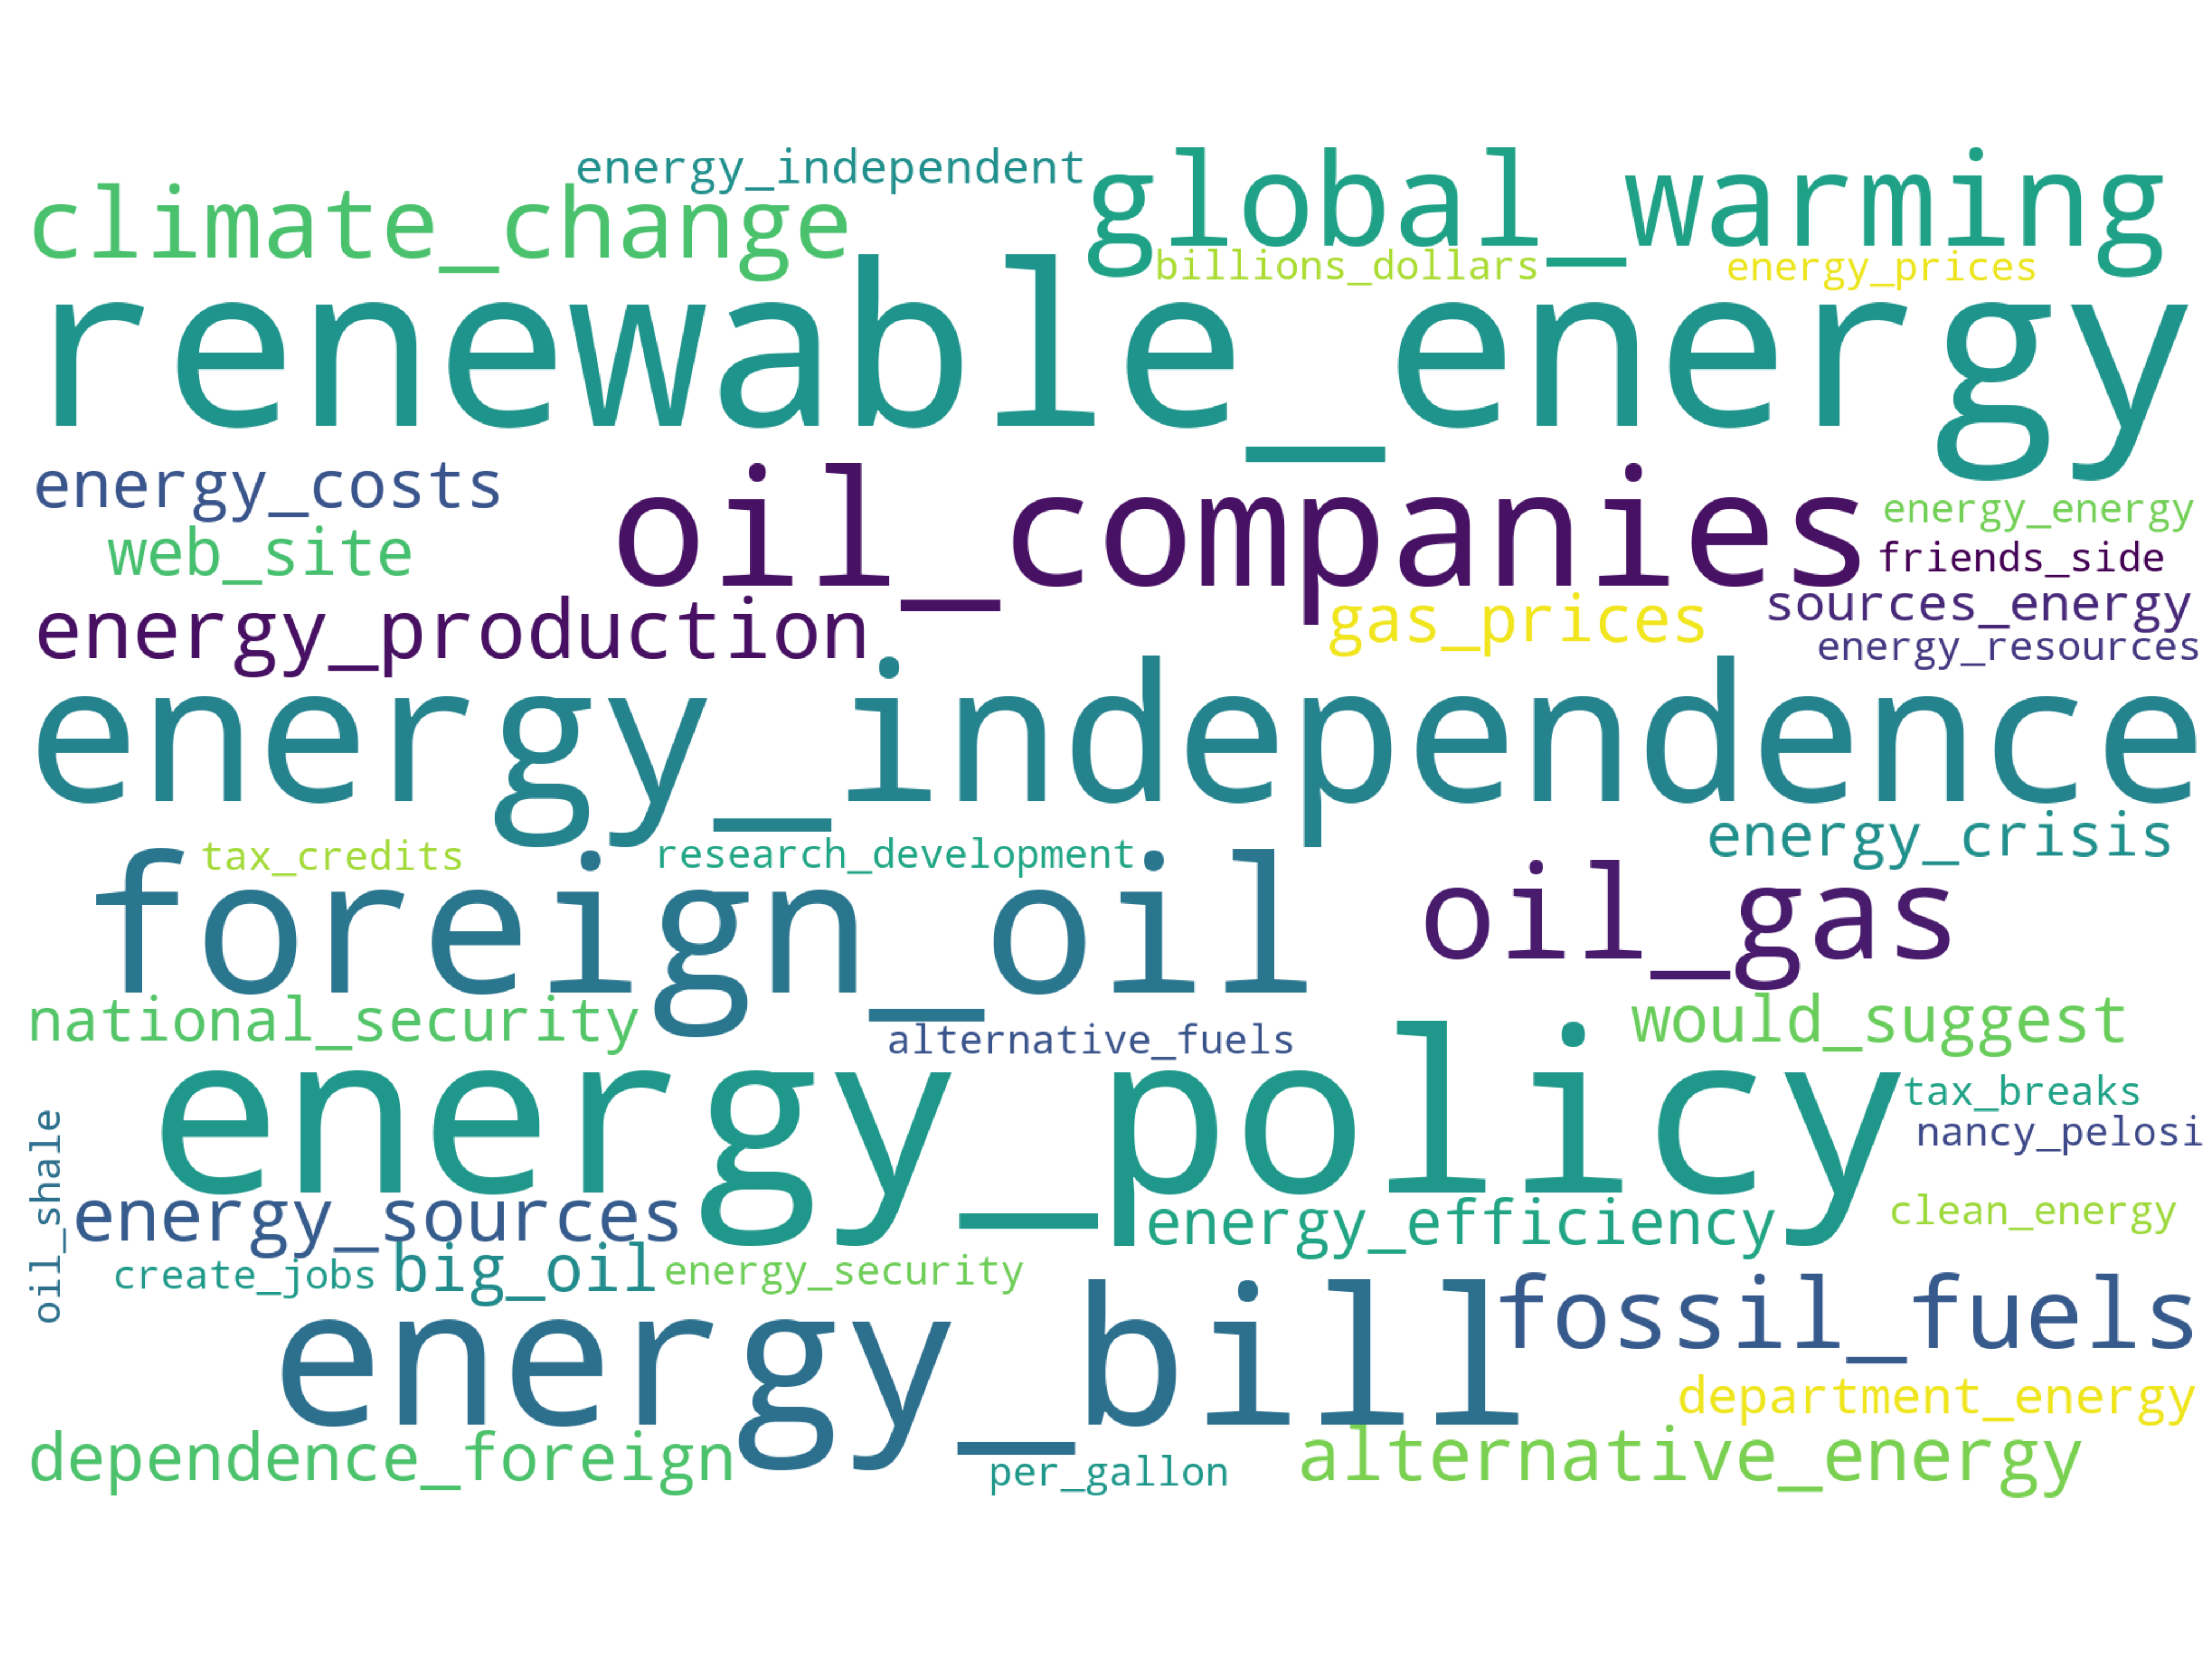 energy_independent
climate_change
global_warming
billions_dollars
energy_prices
renewable_energy
energy_costs
oil_companies
energy_energy
web_site
friends_side
energy_production
gas_prices
sources_energy
energy_resources
energy_independence
energy_crisis
tax_credits
research_development
foreign_oil
oil_gas
national_security
alternative_fuels
would_suggest
energy_policy
tax_breaks
nancy_pelosi
oil_shale
energy_sources
energy_efficiency
clean_energy
create_jobs
big_oil
energy_security
energy_bill
fossil_fuels
department_energy
dependence_foreign
per_gallon
alternative_energy